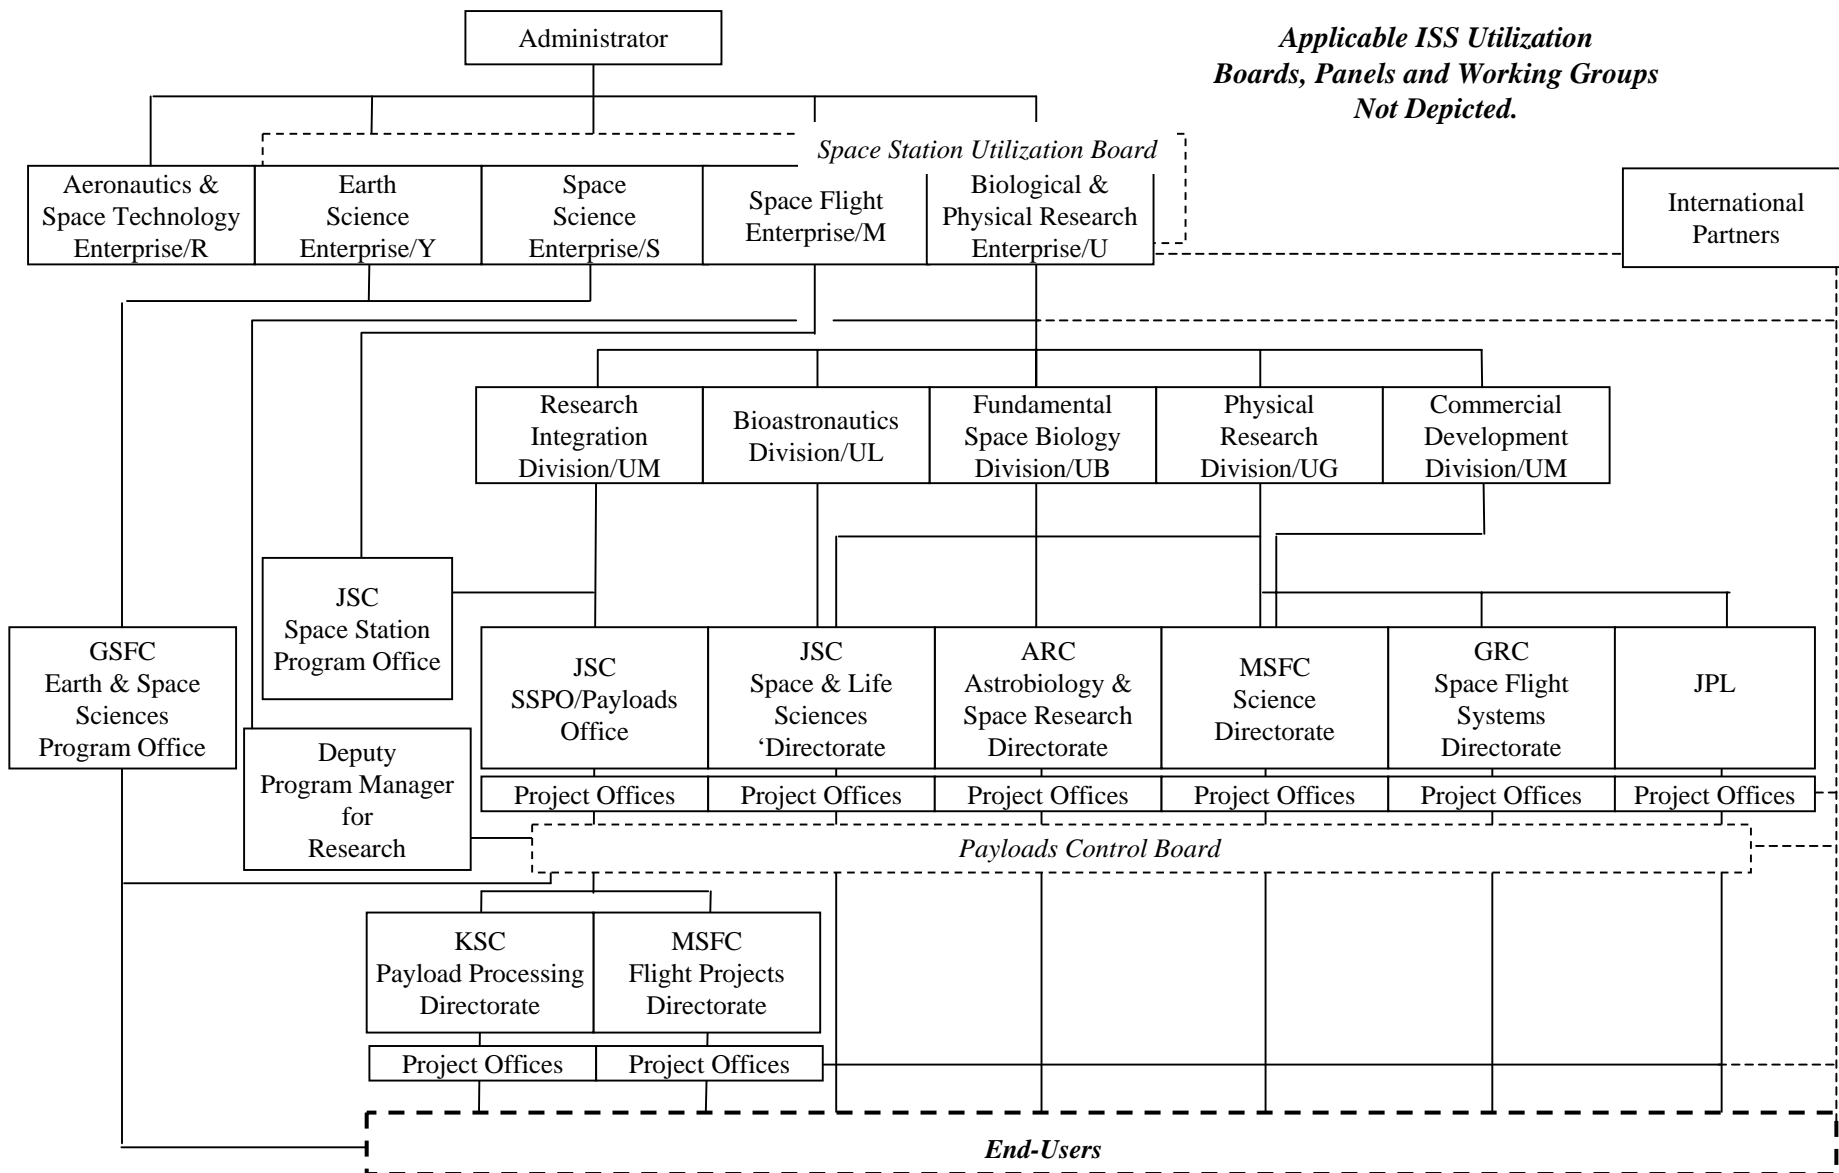 Administrator
Applicable ISS Utilization
Boards, Panels and Working Groups
Not Depicted.
Space Station Utilization Board
Aeronautics &
Space Technology
Enterprise/R
Earth
Science
Enterprise/Y
Space
Science
Enterprise/S
Space Flight
Enterprise/M
Biological &
Physical Research
Enterprise/U
International
Partners
Research
Integration
Division/UM
Bioastronautics
Division/UL
Fundamental
Space Biology
Division/UB
Physical
Research
Division/UG
Commercial
Development
Division/UM
JSC
Space Station
Program Office
GSFC
Earth & Space
Sciences
Program Office
JSC
SSPO/Payloads
Office
JSC
Space & Life
Sciences
‘Directorate
ARC
Astrobiology &
Space Research
Directorate
MSFC
Science
Directorate
GRC
Space Flight
Systems
Directorate
JPL
Deputy
Program Manager
for
Research
Project Offices
Project Offices
Project Offices
Project Offices
Project Offices
Project Offices
Payloads Control Board
KSC
Payload Processing
Directorate
MSFC
Flight Projects
Directorate
Project Offices
Project Offices
End-Users